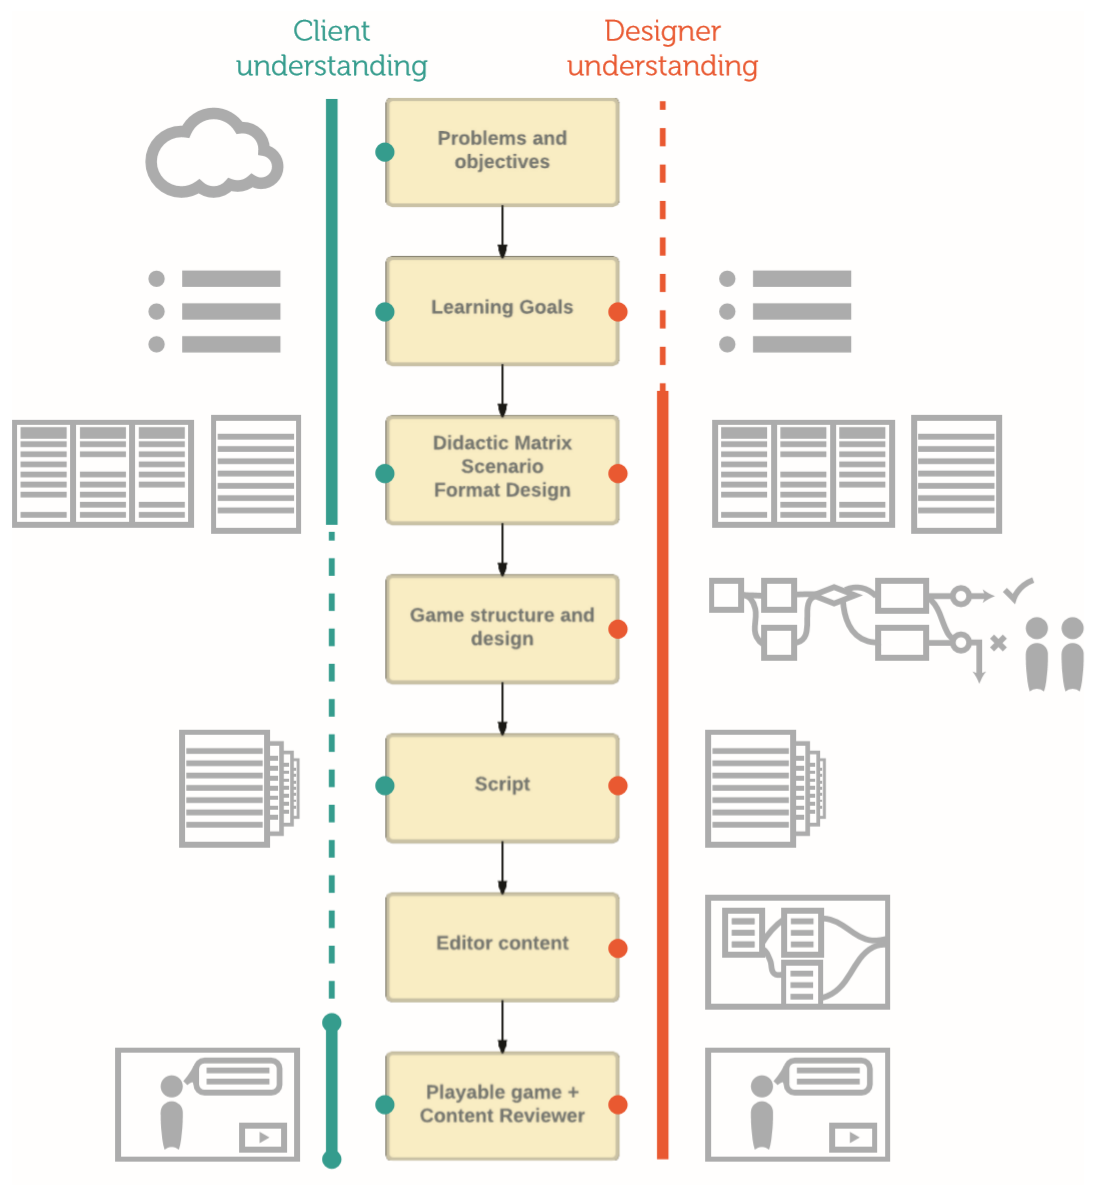 Client
understanding
Designer
understanding
Problems and
objectives
Learning Goals
Didactic Matrix
Scenario
Format Design
Game structure and
design
Script
Editor content
Playable game +
Content Reviewer